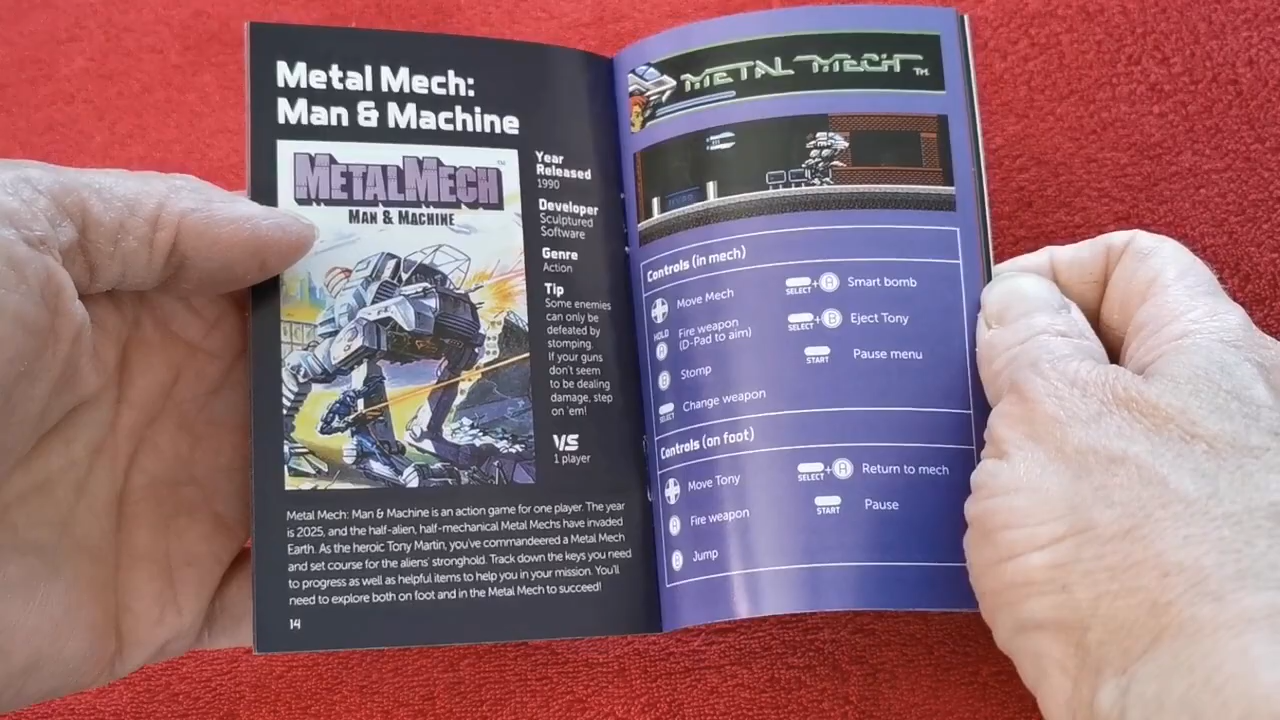 Metal Mech:
Man & Machine
METALMECH™
MAN & MACHINE
Year
Released
1990
Developer
Sculptured
Software
Genre
Action
Tip
Some enemies
can only be
defeated by
stomping.
If your guns
don't seem
to be dealing
damage, step
on 'em!
VS
1 player
Metal Mech: Man & Machine is an action game for one player. The year
is 2025, and the half-alien, half-mechanical Metal Mechs have invaded
Earth. As the heroic Tony Martin, you've commandeered a Metal Mech
and set course for the aliens' stronghold. Track down the keys you need
to progress as well as helpful items to help you in your mission. You'll
need to explore both on foot and in the Metal Mech to succeed!
14
METAL MECH™
Controls (in mech)
Move Mech
HOLD
A
Fire weapon
(D-Pad to aim)
B Stomp
SELECT Change weapon
SELECT + A Smart bomb
SELECT + B Eject Tony
START Pause menu
Controls (on foot)
Move Tony
A Fire weapon
B Jump
SELECT + A Return to mech
START Pause